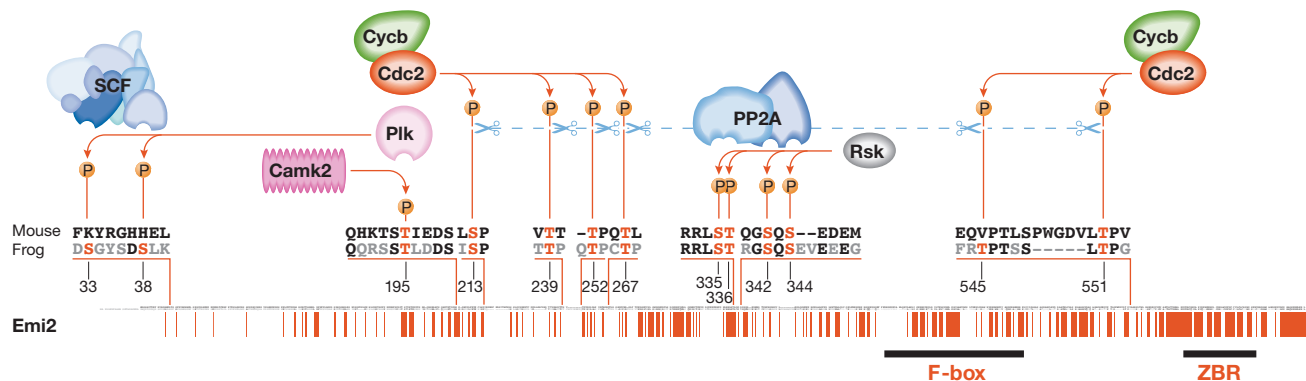 Cycb
Cycb
SCF
Cdc2
Cdc2
P P P P P P
PP2A
Plk
Rsk
P P
Camk2
P P P P
P
Mouse FKYRGHHEL QHKTSTIEDS LSP VTT -TPQTL RRLST QGSQS--EDEM EQVPTLSPWGDVLTPV
Frog DSGYSDSLK QQRSSTLDDS ISP TTP QTPCTP RRLST RGSQSEVEEEG FRTPTSS-----LTPG
33 38 195 213 239 252 267 335 336 342 344 545 551
Emi2
F-box
ZBR